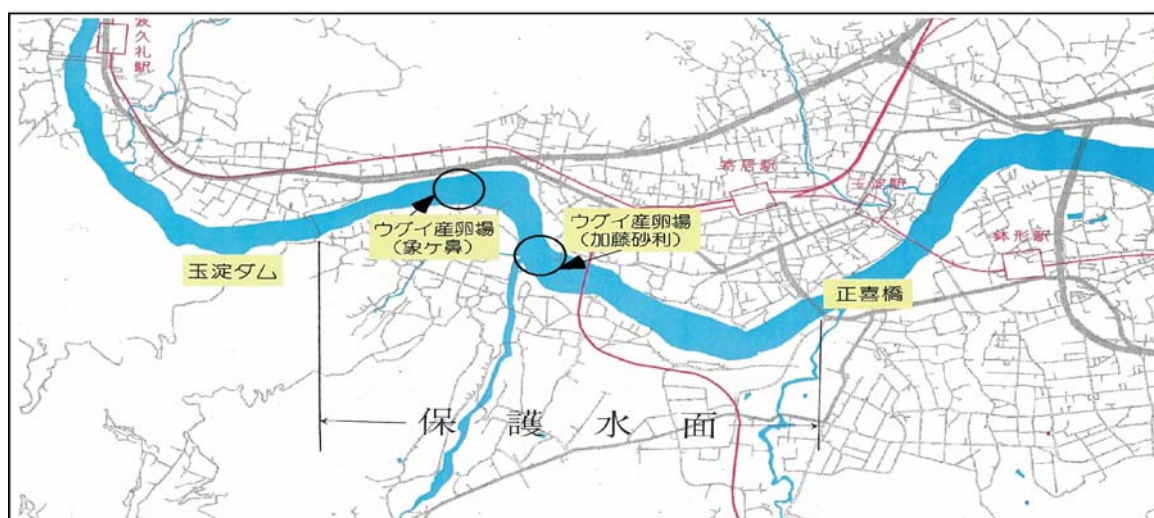 波久礼駅
ウグイ産卵場
(象ケ鼻)
ウグイ産卵場
(加藤砂利)
寄居駅
玉淀駅
鉢形駅
玉淀ダム
正喜橋
保護水面